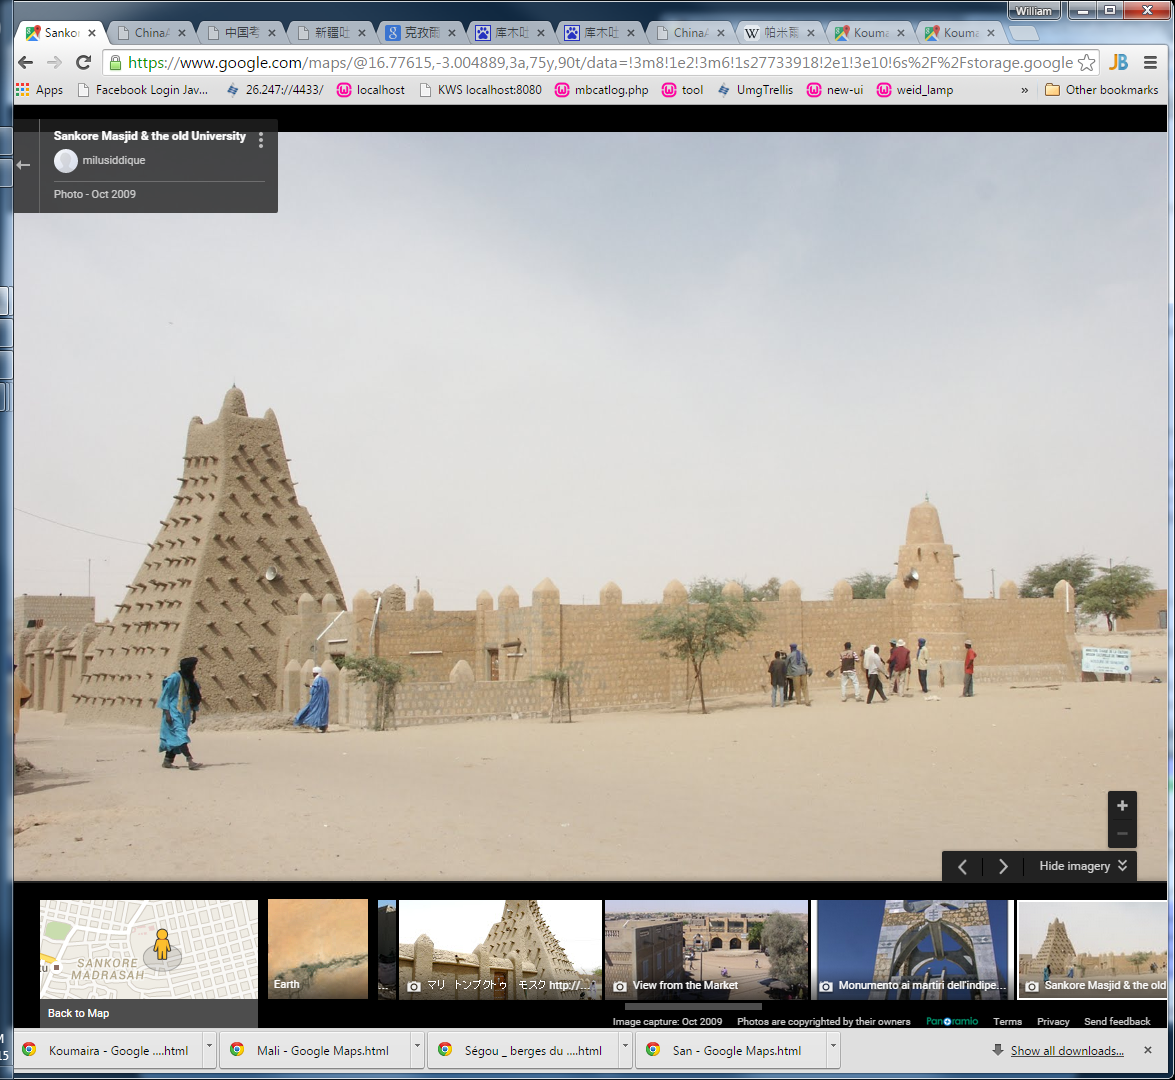 William
Sankor
ChinaA
中国考
新疆吐
克孜爾
库木吐
库木吐
ChinaA
帕米爾
Kouma
Kouma
https://www.google.com/maps/@16.77615,-3.004889,3a,75y,90t/data=!3m8!1e2!3m6!1s27733918!2e1!3e10!6s%2F%2Fstorage.google
Apps
Facebook Login Jav...
26.247://4433/
localhost
KWS localhost:8080
mbcatlog.php
tool
UmgTrellis
new-ui
weid_lamp
»
Other bookmarks
Sankore Masjid & the old University
milusiddique
Photo - Oct 2009
Hide imagery
SANKORE
MADRASAH
Back to Map
Earth
...
マリ トンブクトゥ モスク http://...
View from the Market
Monumento ai martiri dell'indipe...
Sankore Masjid & the old
Image capture: Oct 2009
Photos are copyrighted by their owners
Panoramio
Terms
Privacy
Send feedback
Koumaira - Google ....html
Mali - Google Maps.html
Ségou _ berges du ....html
San - Google Maps.html
Show all downloads...